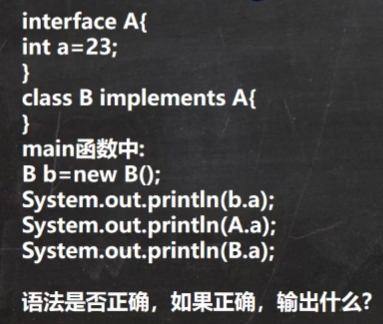 interface A{
int a=23;
}
class B implements A{
}
main函数中:
B b=new B();
System.out.println(b.a);
System.out.println(A.a);
System.out.println(B.a);
语法是否正确，如果正确，输出什么?